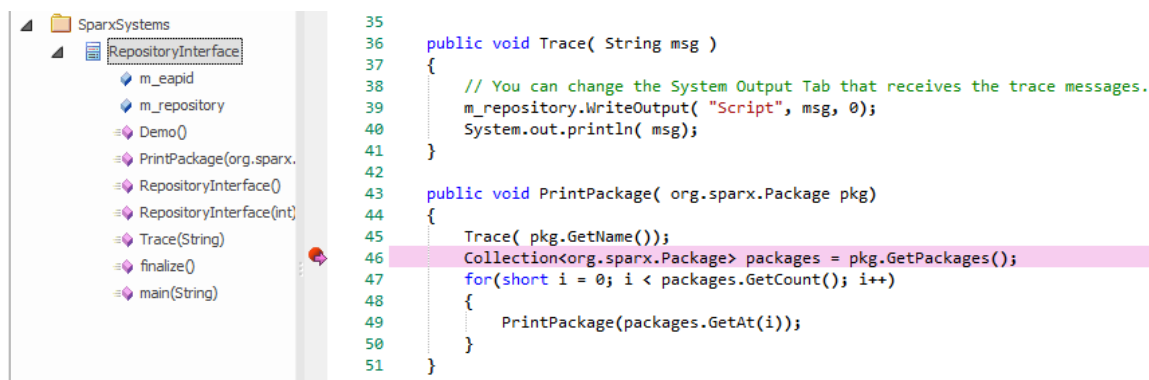 SparxSystems
RepositoryInterface
m_eapid
m_repository
Demo()
PrintPackage(org.sparx.
RepositoryInterface()
RepositoryInterface(int)
Trace(String)
finalize()
main(String)
35
36 public void Trace( String msg )
37 {
38 // You can change the System Output Tab that receives the trace messages.
39 m_repository.WriteOutput( "Script", msg, 0);
40 System.out.println( msg);
41 }
42
43 public void PrintPackage( org.sparx.Package pkg)
44 {
45 Trace( pkg.GetName());
46 Collection<org.sparx.Package> packages = pkg.GetPackages();
47 for(short i = 0; i < packages.GetCount(); i++)
48 {
49 PrintPackage(packages.GetAt(i));
50 }
51 }